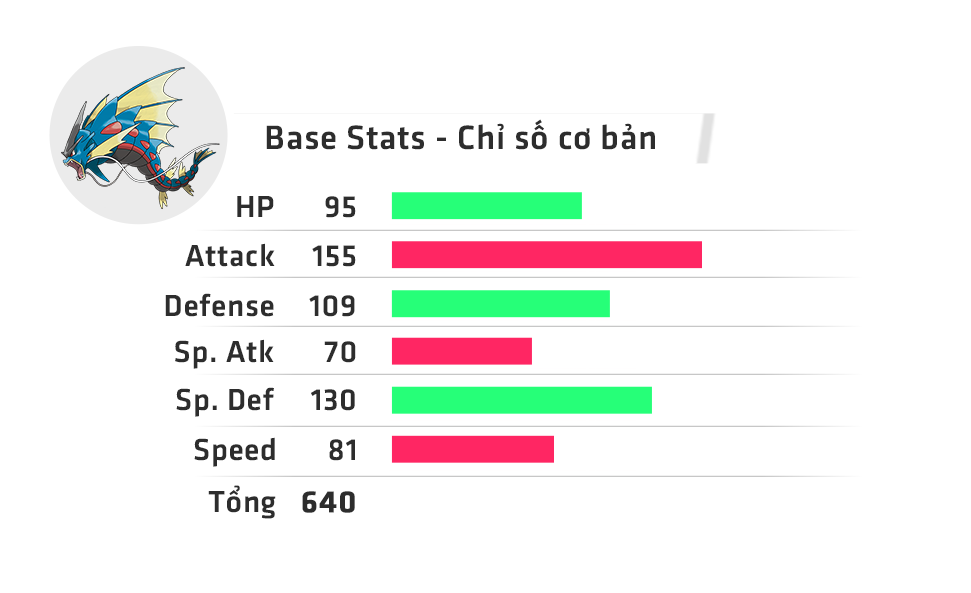 Base Stats - Chỉ số cơ bản
HP 95
Attack 155
Defense 109
Sp. Atk 70
Sp. Def 130
Speed 81
Tổng 640